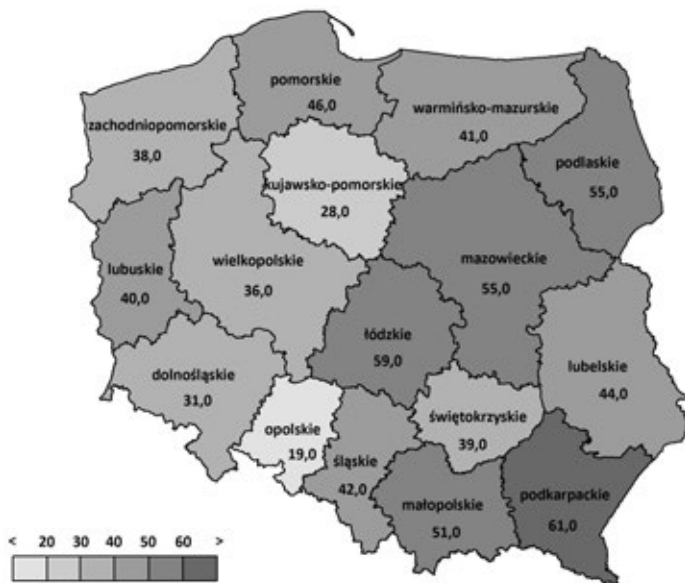 pomorskie
46,0
warmińsko-mazurskie
41,0
zachodniopomorskie
38,0
podlaskie
55,0
kujawsko-pomorskie
28,0
lubuskie
40,0
wielkopolskie
36,0
mazowieckie
55,0
łódzkie
59,0
lubelskie
44,0
dolnośląskie
31,0
opolskie
19,0
świętokrzyskie
39,0
śląskie
42,0
małopolskie
51,0
podkarpackie
61,0
< 20 30 40 50 60 >